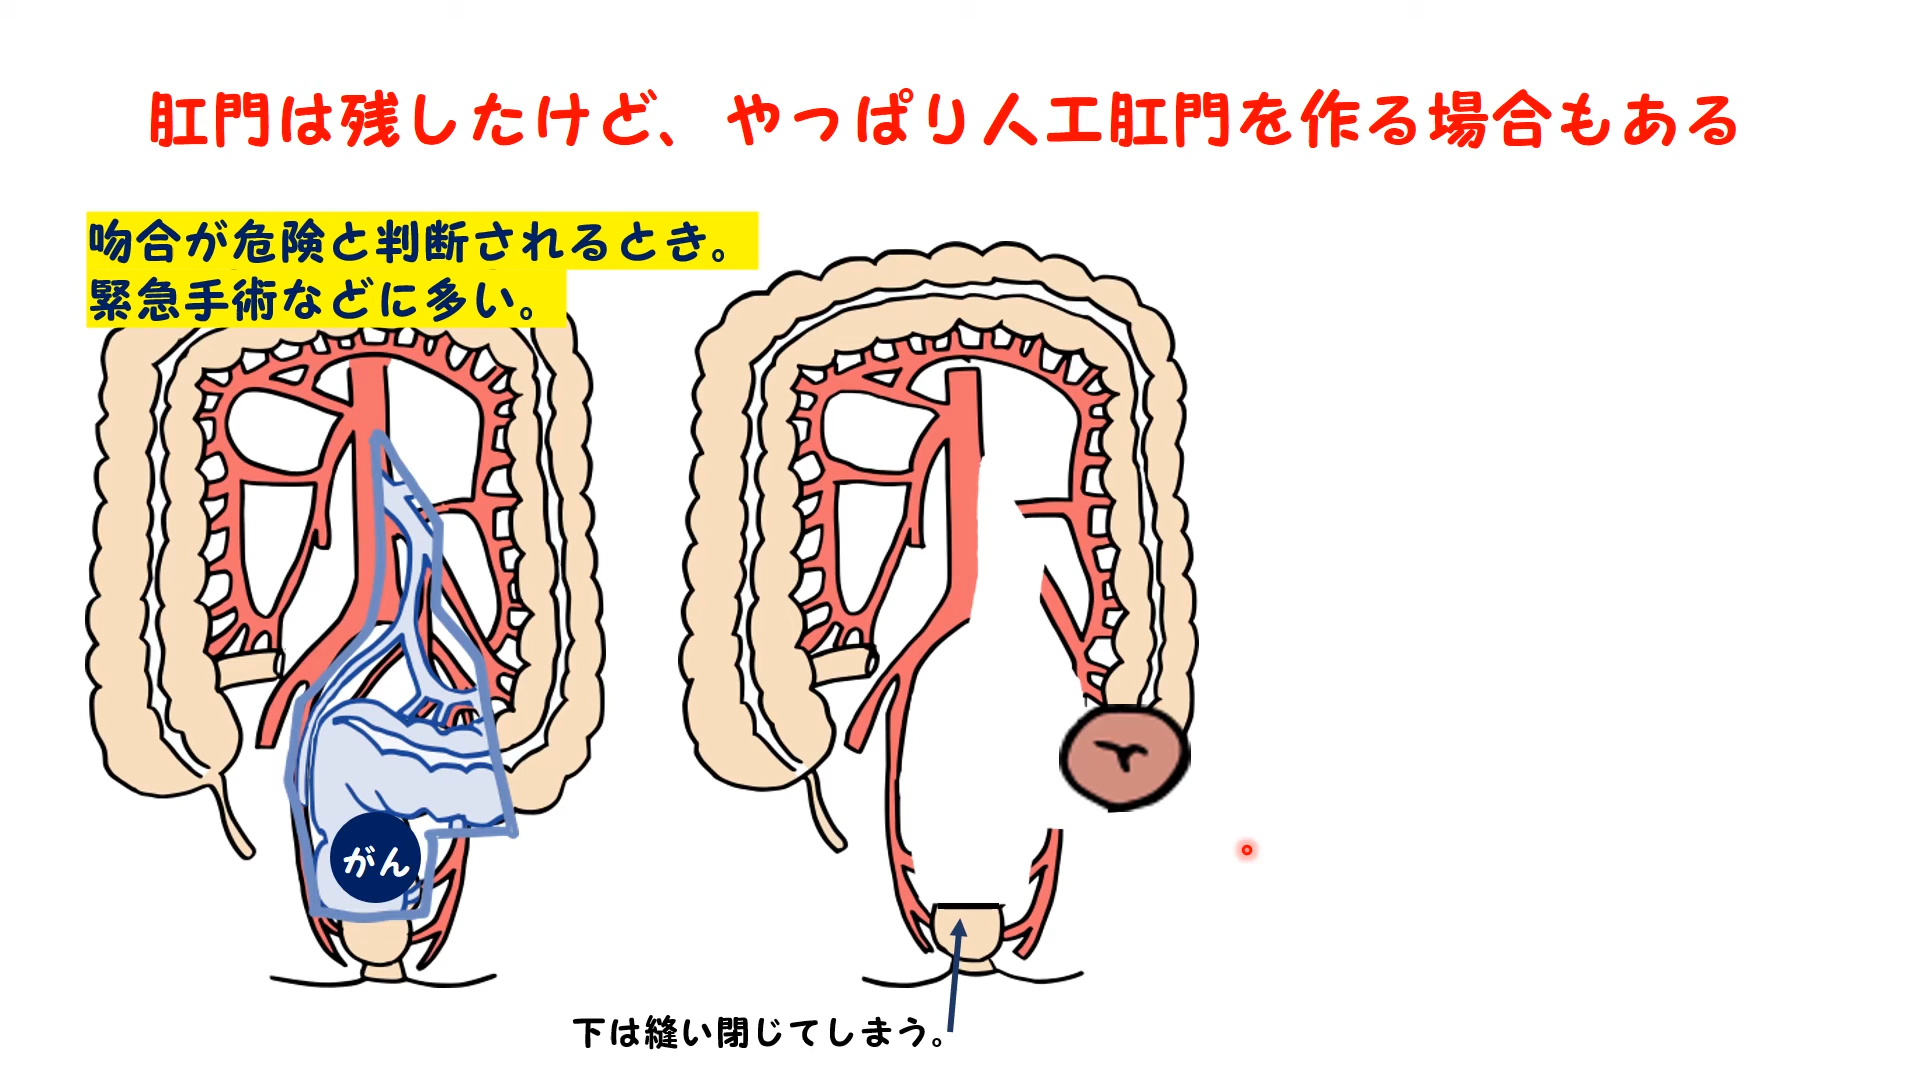 肛門は残したけど、やっぱり人工肛門を作る場合もある
吻合が危険と判断されるとき。
緊急手術などに多い。
がん
下は縫い閉じてしまう。